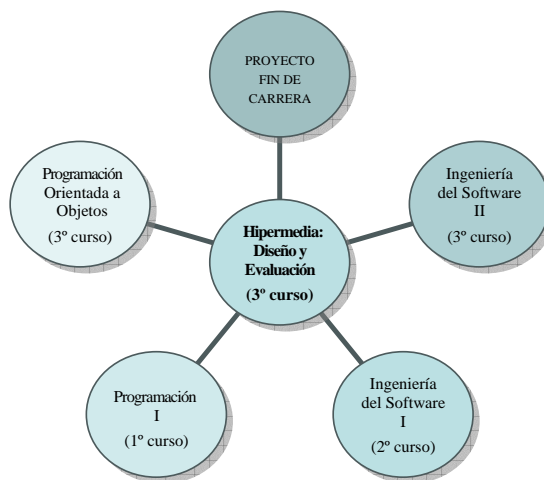 PROYECTO
FIN DE
CARRERA
Programación
Orientada a
Objetos
(3º curso)
Ingeniería
del Software
II
(3º curso)
Hipermedia:
Diseño y
Evaluación
(3º curso)
Programación
I
(1º curso)
Ingeniería
del Software
I
(2º curso)